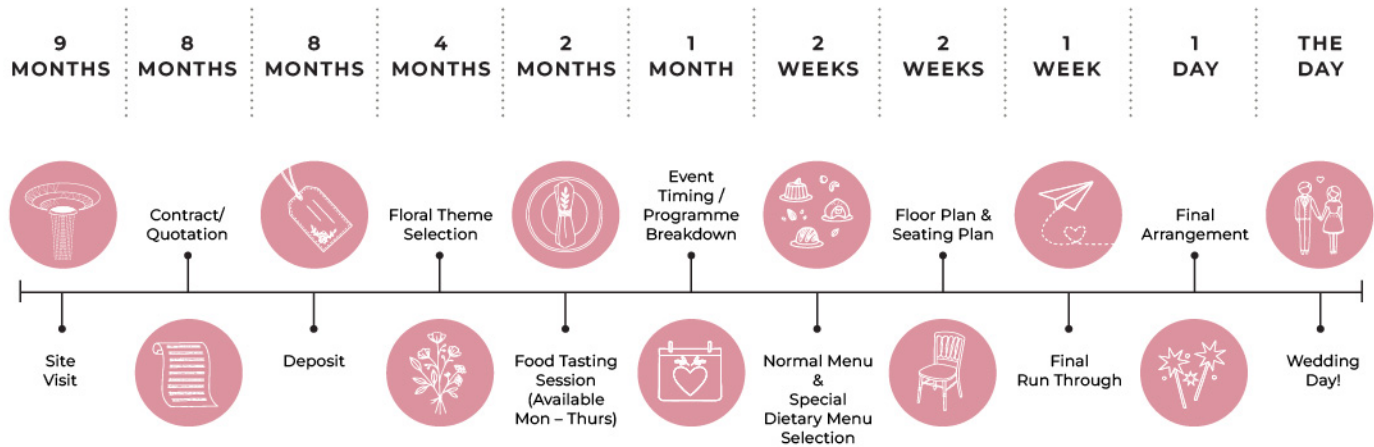 9
MONTHS
8
MONTHS
8
MONTHS
4
MONTHS
2
MONTHS
1
MONTH
2
WEEKS
2
WEEKS
1
WEEK
1
DAY
THE
DAY
Site
Visit
Contract/
Quotation
Deposit
Floral Theme
Selection
Food Tasting
Session
(Available
Mon – Thurs)
Event
Timing /
Programme
Breakdown
Normal Menu
&
Special
Dietary Menu
Selection
Floor Plan &
Seating Plan
Final
Run Through
Final
Arrangement
Wedding
Day!